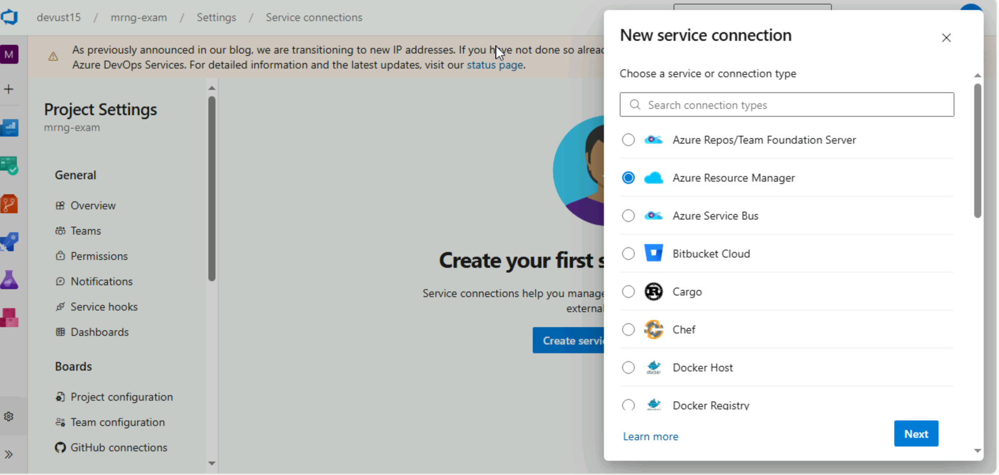 devust15 / mrng-exam / Settings / Service connections
As previously announced in our blog, we are transitioning to new IP addresses. If you have not done so
Azure DevOps Services. For detailed information and the latest updates, visit our status page.
M
Project Settings
mrng-exam
General
Overview
Teams
Permissions
Notifications
Service hooks
Dashboards
Boards
Project configuration
Team configuration
GitHub connections
Create your first
Service connections help you manage
external
Create
New service connection
Choose a service or connection type
Search connection types
Azure Repos/Team Foundation Server
Azure Resource Manager
Azure Service Bus
Bitbucket Cloud
R
Cargo
Chef
docker
Docker Host
Docker Registry
Learn more
Next